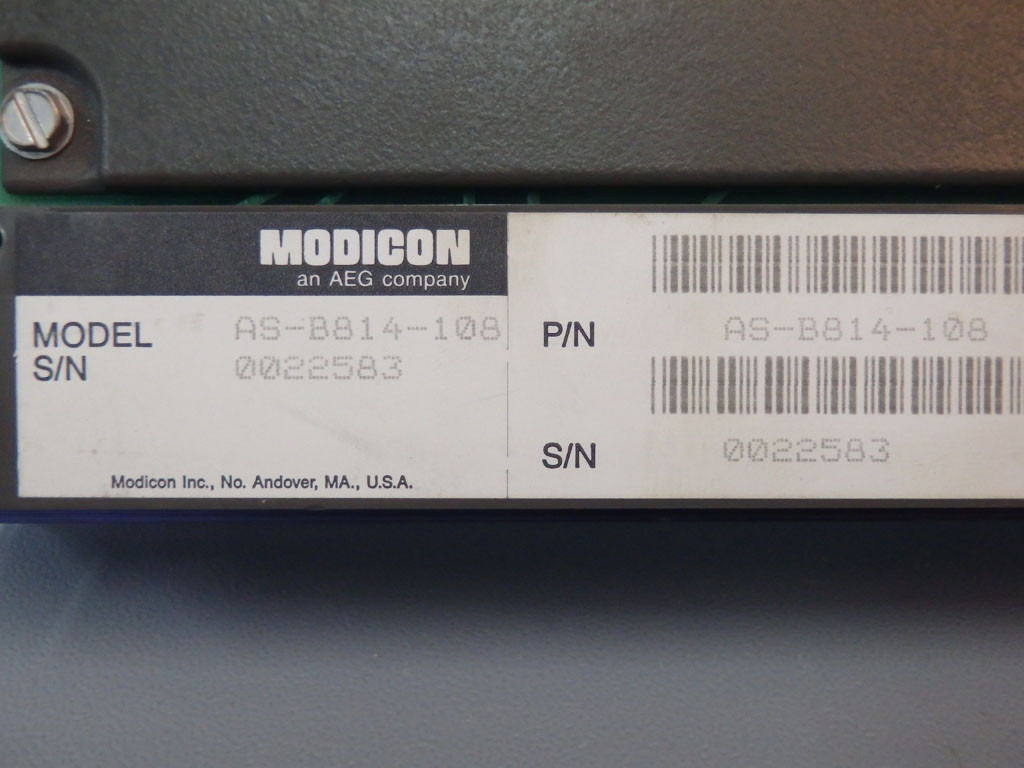 MODICON
an AEG company
MODEL AS-B814-108
S/N 0022583
Modicon Inc., No. Andover, MA., U.S.A.
P/N AS-B814-108
S/N 0022583